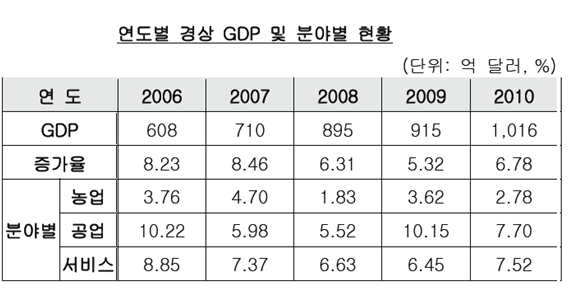 연도별 경상 GDP 및 분야별 현황
(단위: 억 달러, %)
연 도 2006 2007 2008 2009 2010
GDP 608 710 895 915 1,016
증가율 8.23 8.46 6.31 5.32 6.78
농업 3.76 4.70 1.83 3.62 2.78
분야별 공업 10.22 5.98 5.52 10.15 7.70
서비스 8.85 7.37 6.63 6.45 7.52